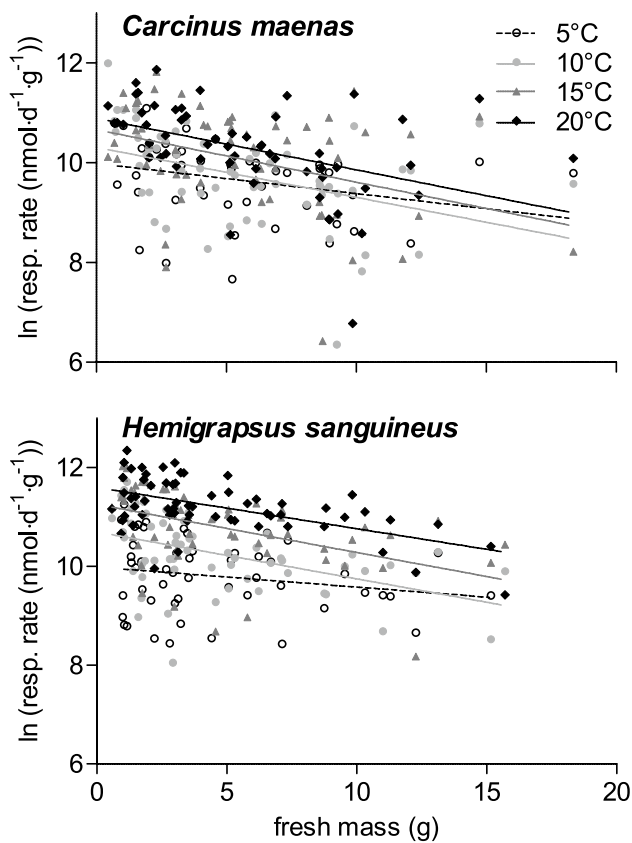 Carcinus maenas
5°C
10°C
15°C
20°C
12
10
8
6
ln (resp. rate (nmol·d⁻¹·g⁻¹))
Hemigrapsus sanguineus
12
10
8
6
ln (resp. rate (nmol·d⁻¹·g⁻¹))
0 5 10 15 20
fresh mass (g)